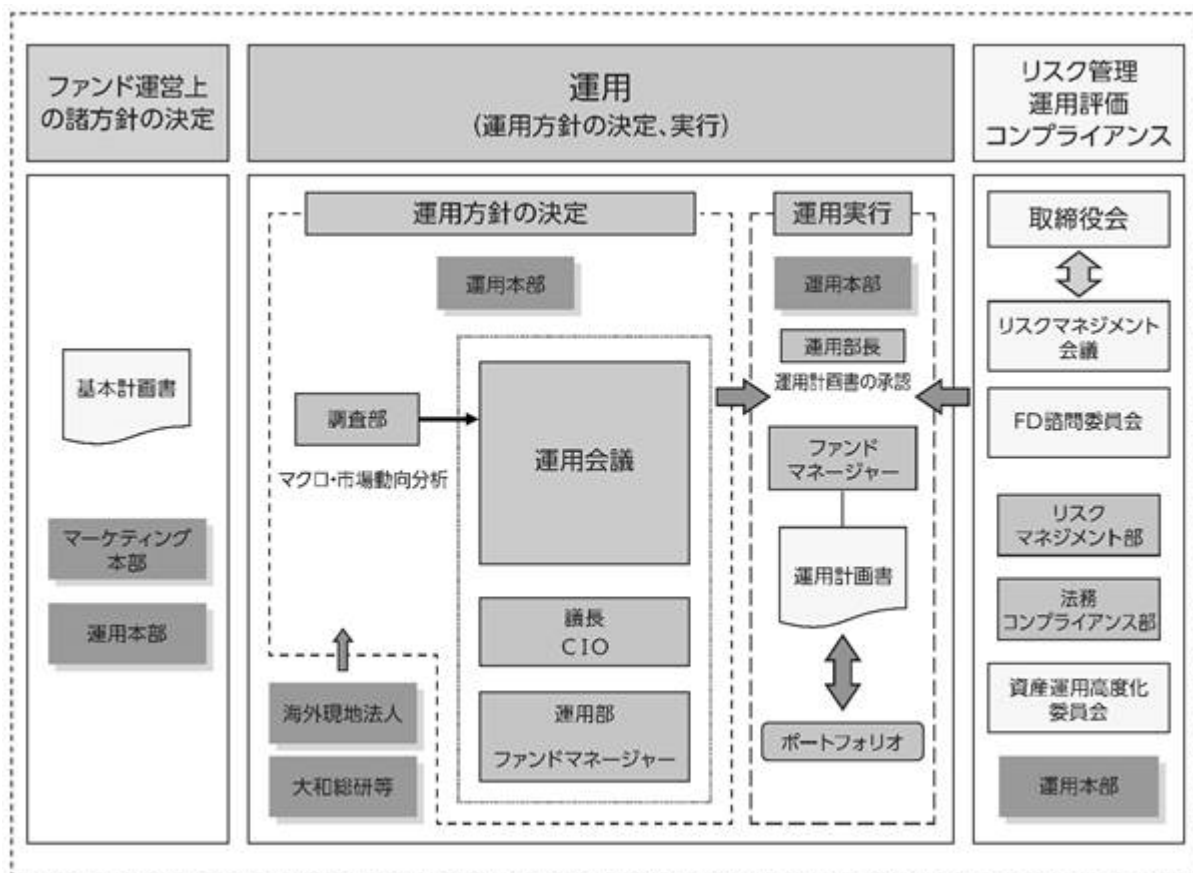 ファンド運営上
の諸方針の決定
運用
(運用方針の決定、実行)
リスク管理
運用評価
コンプライアンス
基本計画書
マーケティング
本部
運用本部
運用方針の決定
運用本部
調査部
マクロ・市場動向分析
運用会議
議長
CIO
運用部
ファンドマネージャー
海外現地法人
大和総研等
運用実行
運用本部
運用部長
運用計画書の承認
ファンド
マネージャー
運用計画書
ポートフォリオ
取締役会
リスクマネジメント
会議
FD諮問委員会
リスク
マネジメント部
法務
コンプライアンス部
資産運用高度化
委員会
運用本部